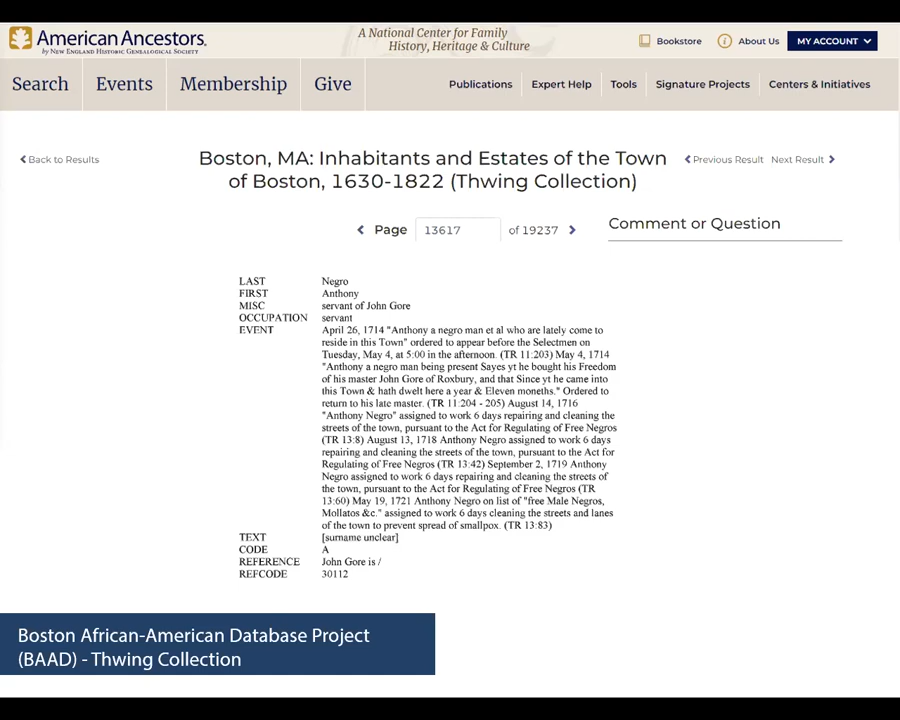 American Ancestors
by NEW ENGLAND HISTORIC GENEALOGICAL SOCIETY
A National Center for Family
History, Heritage & Culture
Bookstore
About Us
MY ACCOUNT
Search
Events
Membership
Give
Publications
Expert Help
Tools
Signature Projects
Centers & Initiatives
Back to Results
Boston, MA: Inhabitants and Estates of the Town
of Boston, 1630-1822 (Thwing Collection)
Previous Result
Next Result
Page 13617 of 19237
Comment or Question
LAST Negro
FIRST Anthony
MISC servant of John Gore
OCCUPATION servant
EVENT April 26, 1714 "Anthony a negro man et al who are lately come to
reside in this Town" ordered to appear before the Selectmen on
Tuesday, May 4, at 5:00 in the afternoon. (TR 11:203) May 4, 1714
"Anthony a negro man being present Sayes yt he bought his Freedom
of his master John Gore of Roxbury, and that Since yt he came into
this Town & hath dwelt here a year & Eleven moneths." Ordered to
return to his late master. (TR 11:204 - 205) August 14, 1716
"Anthony Negro" assigned to work 6 days repairing and cleaning the
streets of the town, pursuant to the Act for Regulating of Free Negros
(TR 13:8) August 13, 1718 Anthony Negro assigned to work 6 days
repairing and cleaning the streets of the town, pursuant to the Act for
Regulating of Free Negros (TR 13:42) September 2, 1719 Anthony
Negro assigned to work 6 days repairing and cleaning the streets of
the town, pursuant to the Act for Regulating of Free Negros (TR
13:60) May 19, 1721 Anthony Negro on list of "free Male Negros,
Mollatos &c." assigned to work 6 days cleaning the streets and lanes
of the town to prevent spread of smallpox. (TR 13:83)
TEXT [surname unclear]
CODE A
REFERENCE John Gore is /
REFCODE 30112
Boston African-American Database Project
(BAAD) - Thwing Collection